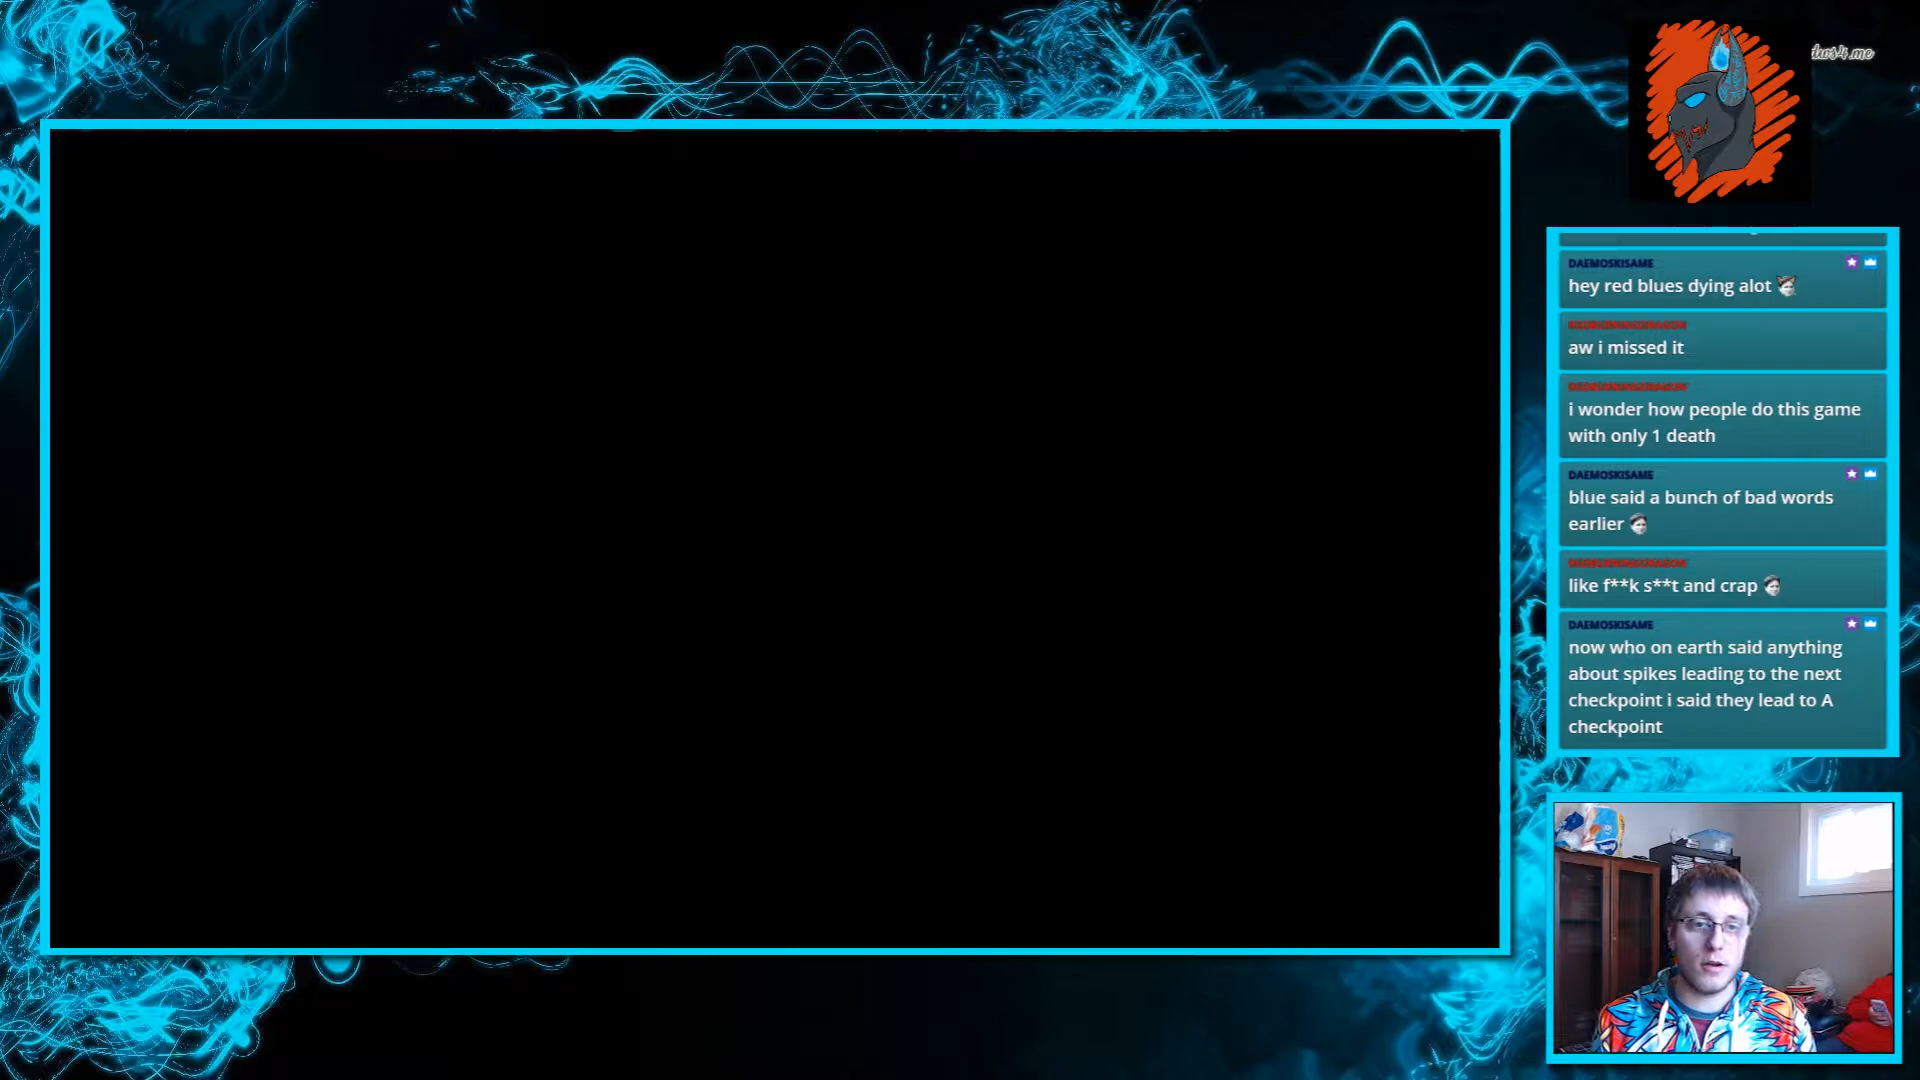 DAEMOSKISAME
hey red blues dying alot
aw i missed it
i wonder how people do this game
with only 1 death
DAEMOSKISAME
blue said a bunch of bad words
earlier
like f**k s**t and crap
DAEMOSKISAME
now who on earth said anything
about spikes leading to the next
checkpoint i said they lead to A
checkpoint